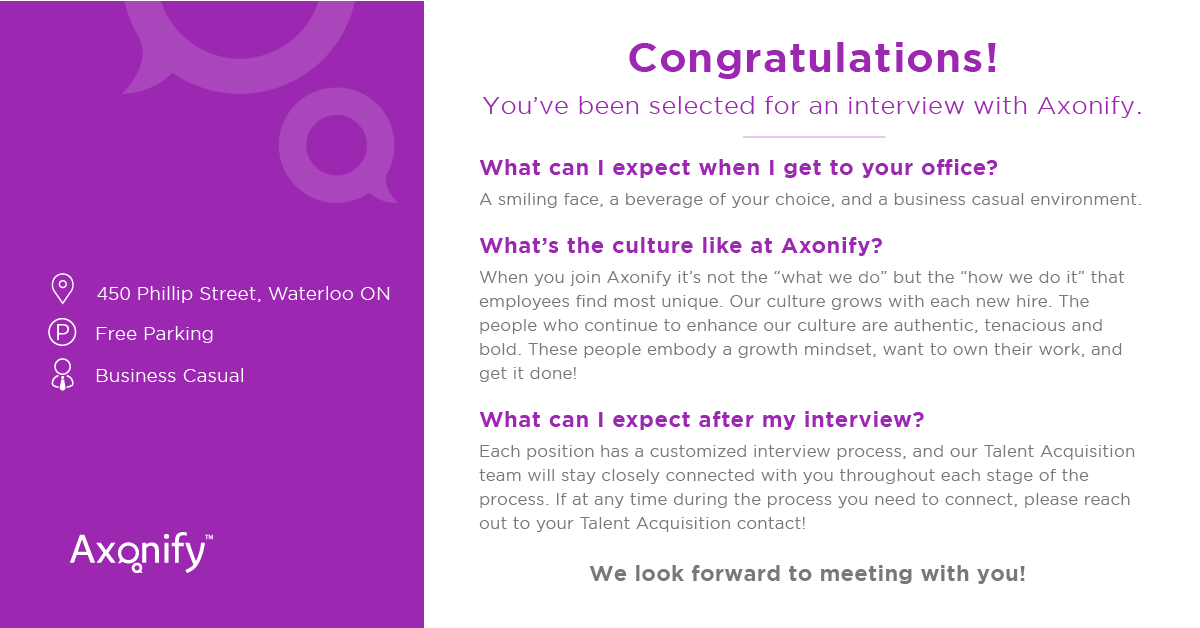 450 Phillip Street, Waterloo ON
Free Parking
Business Casual
Axonify™
Congratulations!
You’ve been selected for an interview with Axonify.
What can I expect when I get to your office?
A smiling face, a beverage of your choice, and a business casual environment.
What’s the culture like at Axonify?
When you join Axonify it’s not the “what we do” but the “how we do it” that
employees find most unique. Our culture grows with each new hire. The
people who continue to enhance our culture are authentic, tenacious and
bold. These people embody a growth mindset, want to own their work, and
get it done!
What can I expect after my interview?
Each position has a customized interview process, and our Talent Acquisition
team will stay closely connected with you throughout each stage of the
process. If at any time during the process you need to connect, please reach
out to your Talent Acquisition contact!
We look forward to meeting with you!